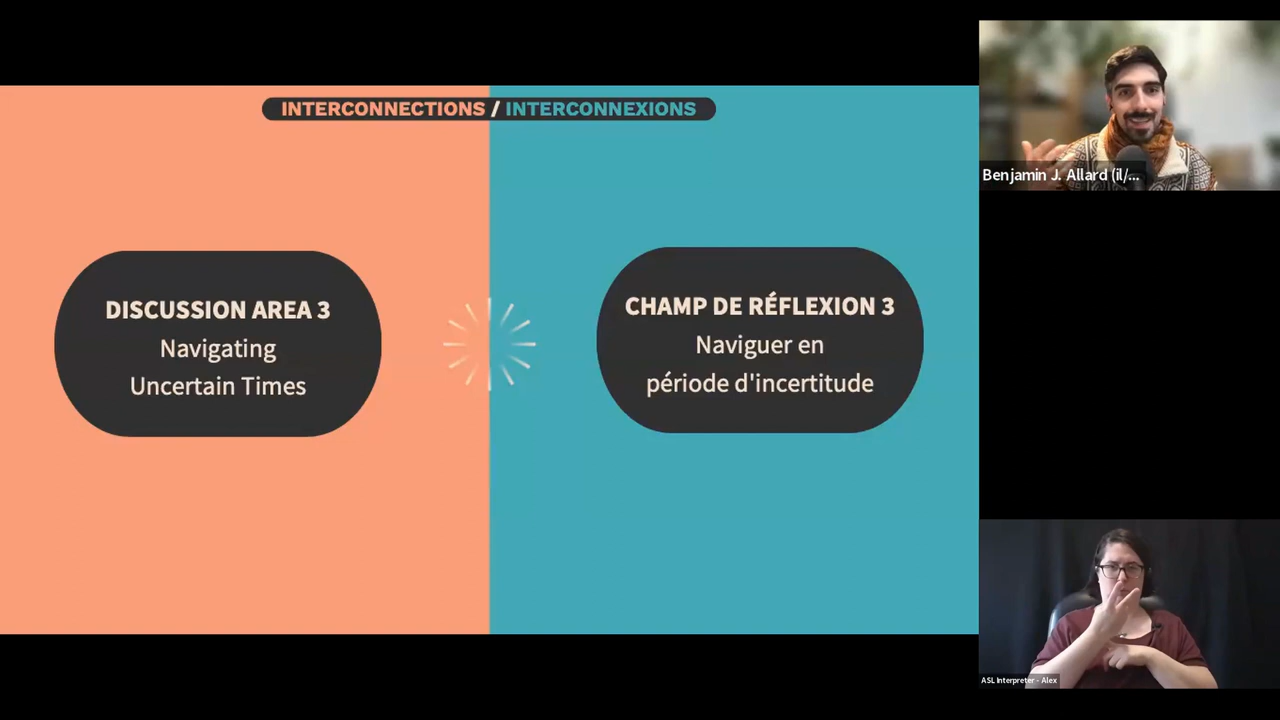 INTERCONNECTIONS / INTERCONNEXIONS
DISCUSSION AREA 3
Navigating
Uncertain Times
CHAMP DE RÉFLEXION 3
Naviguer en
période d'incertitude
Benjamin J. Allard (il/...
ASL Interpreter - Alex